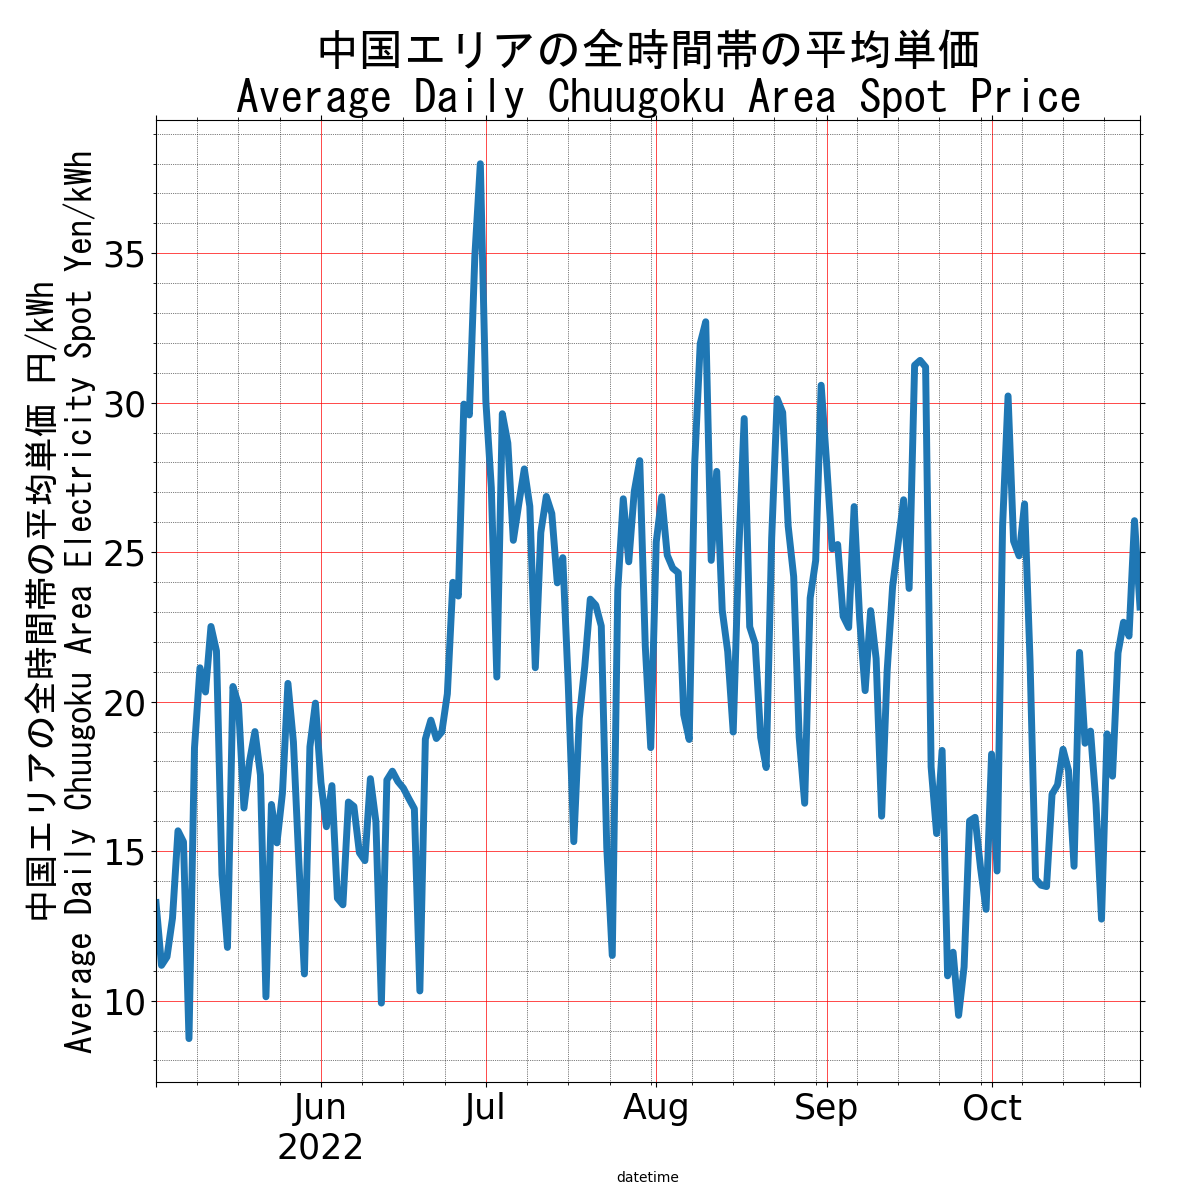 中国エリアの全時間帯の平均単価
Average Daily Chuugoku Area Spot Price
中国エリアの全時間帯の平均単価 円/kWh
Average Daily Chuugoku Area Electricity Spot Yen/kWh
35
30
25
20
15
10
Jun
2022
Jul
Aug
Sep
Oct
datetime